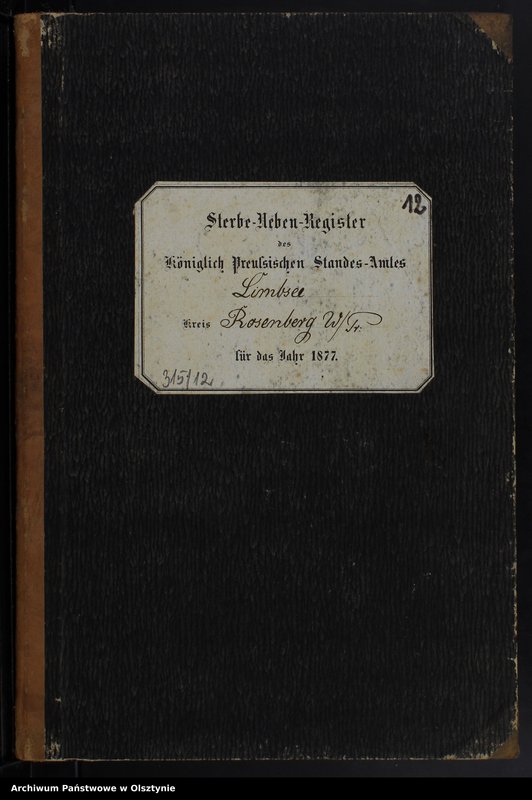 12
Sterbe-Neben-Register
des
Königlich Preußischen Standes-Amtes
Limbsee
Kreis Rosenberg W/Pr.
für das Jahr 1877.
315/12
Archiwum Państwowe w Olsztynie